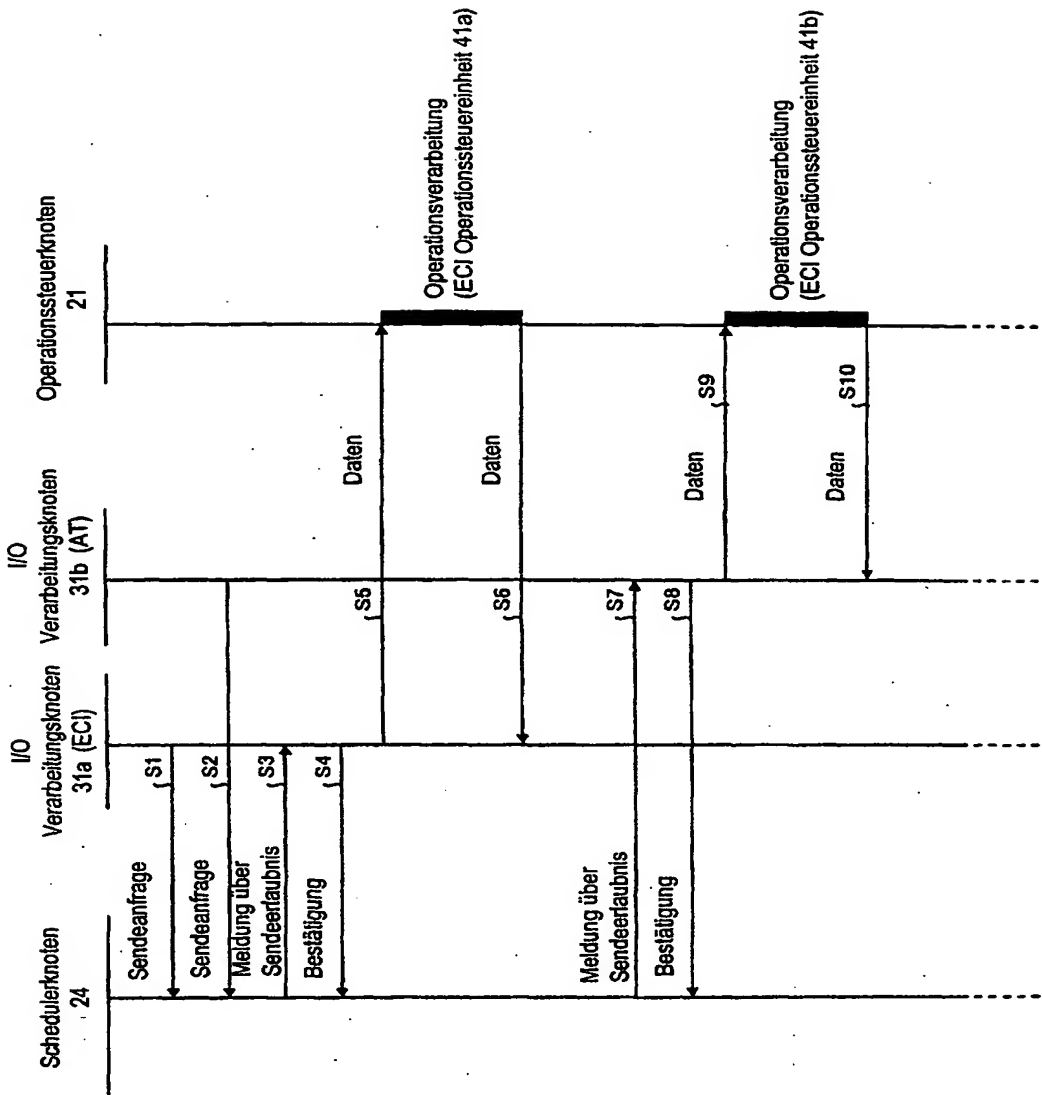 Schedulerknoten
24
I/O
Verarbeitungsknoten
31a (ECI)
I/O
Verarbeitungsknoten
31b (AT)
Operationssteuerknoten
21
Sendeanfrage
S1
Sendeanfrage
S2
Meldung über
Sendeerlaubnis
S3
Bestätigung
S4
S5
Daten
Operationsverarbeitung
(ECI Operationssteuereinheit 41a)
S6
Daten
Meldung über
Sendeerlaubnis
S7
Bestätigung
S8
Daten
S9
Operationsverarbeitung
(ECI Operationssteuereinheit 41b)
Daten
S10